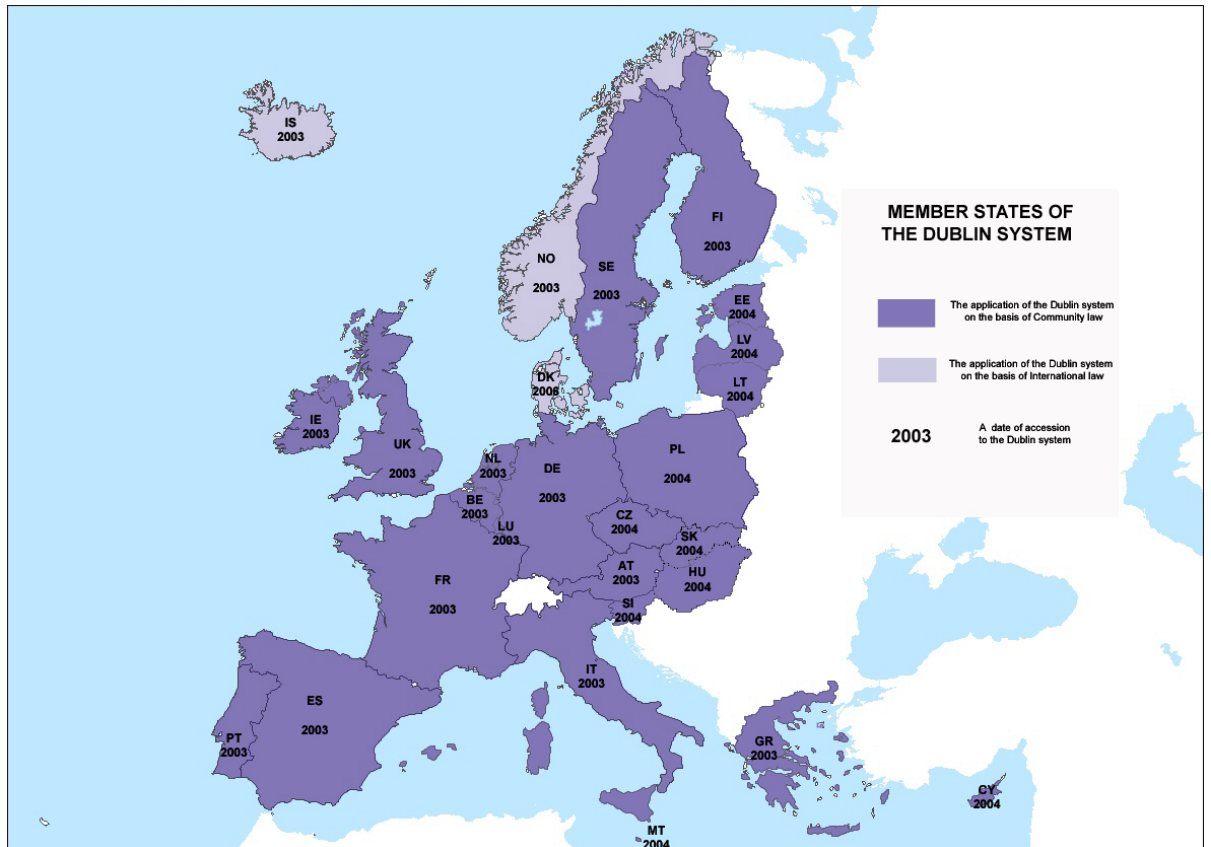 IS
2003
NO
2003
SE
2003
FI
2003
EE
2004
LV
2004
LT
2004
DK
2006
IE
2003
UK
2003
NL
2003
BE
2003
LU
2003
DE
2003
PL
2004
CZ
2004
SK
2004
AT
2003
HU
2004
SI
2004
FR
2003
IT
2003
ES
2003
PT
2003
GR
2003
CY
2004
MT
2004
MEMBER STATES OF
THE DUBLIN SYSTEM
The application of the Dublin system
on the basis of Community law
The application of the Dublin system
on the basis of International law
2003
A date of accession
to the Dublin system